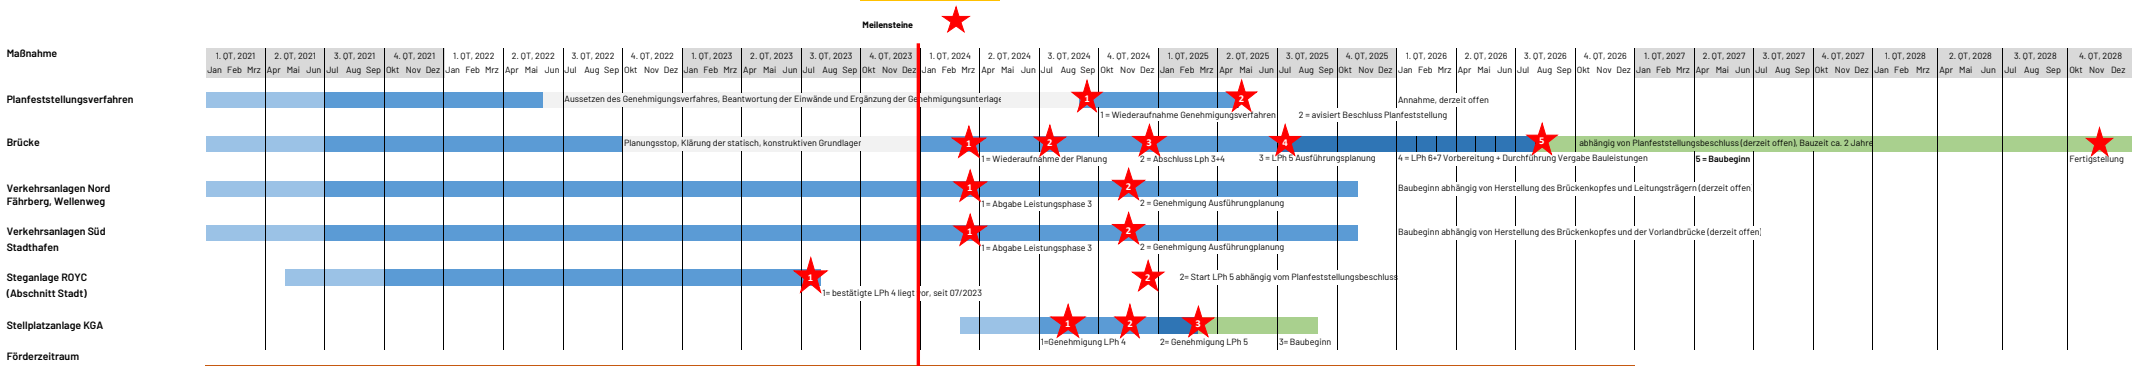 Meilensteine
Maßnahme
1. QT, 2021 2. QT, 2021 3. QT, 2021 4. QT, 2021 1. QT, 2022 2. QT, 2022 3. QT, 2022 4. QT, 2022 1. QT, 2023 2. QT, 2023 3. QT, 2023 4. QT, 2023 1. QT, 2024 2. QT, 2024 3. QT, 2024 4. QT, 2024 1. QT, 2025 2. QT, 2025 3. QT, 2025 4. QT, 2025 1. QT, 2026 2. QT, 2026 3. QT, 2026 4. QT, 2026 1. QT, 2027 2. QT, 2027 3. QT, 2027 4. QT, 2027 1. QT, 2028 2. QT, 2028 3. QT, 2028 4. QT, 2028
Jan Feb Mrz Apr Mai Jun Jul Aug Sep Okt Nov Dez Jan Feb Mrz Apr Mai Jun Jul Aug Sep Okt Nov Dez Jan Feb Mrz Apr Mai Jun Jul Aug Sep Okt Nov Dez Jan Feb Mrz Apr Mai Jun Jul Aug Sep Okt Nov Dez Jan Feb Mrz Apr Mai Jun Jul Aug Sep Okt Nov Dez Jan Feb Mrz Apr Mai Jun Jul Aug Sep Okt Nov Dez Jan Feb Mrz Apr Mai Jun Jul Aug Sep Okt Nov Dez Jan Feb Mrz Apr Mai Jun Jul Aug Sep Okt Nov Dez
Planfeststellungsverfahren
Aussetzen des Genehmigungsverfahres, Beantwortung der Einwände und Ergänzung der Genehmigungsunterlage
1 2
Annahme, derzeit offen
1 = Wiederaufnahme Genehmigungsverfahren
2 = avisiert Beschluss Planfeststellung
Brücke
Planungsstop, Klärung der statisch, konstruktiven Grundlager
1 2 3 4 5
abhängig von Planfeststellungsbeschluss (derzeit offen), Bauzeit ca. 2 Jahre
1= Wiederaufnahme der Planung
2 = Abschluss Lph 3+4
3 = LPh 5 Ausführungsplanung
4 = LPh 6+7 Vorbereitung + Durchführung Vergabe Bauleistungen
5 = Baubeginn
Fertigstellung
Verkehrsanlagen Nord
Fährberg, Wellenweg
1 2
Baubeginn abhängig von Herstellung des Brückenkopfes und Leitungsträgern (derzeit offen
1= Abgabe Leistungsphase 3
2 = Genehmigung Ausführungplanung
Verkehrsanlagen Süd
Stadthafen
1 2
Baubeginn abhängig von Herstellung des Brückenkopfes und der Vorlandbrücke (derzeit offen)
1= Abgabe Leistungsphase 3
2 = Genehmigung Ausführungplanung
Steganlage ROYC
(Abschnitt Stadt)
1 2
2= Start LPh 5 abhängig vom Planfeststellungsbeschluss
1= bestätigte LPh 4 liegt vor, seit 07/2023
Stellplatzanlage KGA
1 2 3
1=Genehmigung LPh 4
2= Genehmigung LPh 5
3= Baubeginn
Förderzeitraum